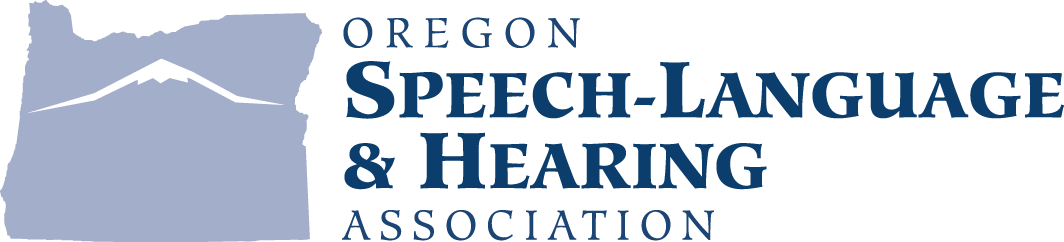 OREGON
SPEECH-LANGUAGE
& HEARING
ASSOCIATION